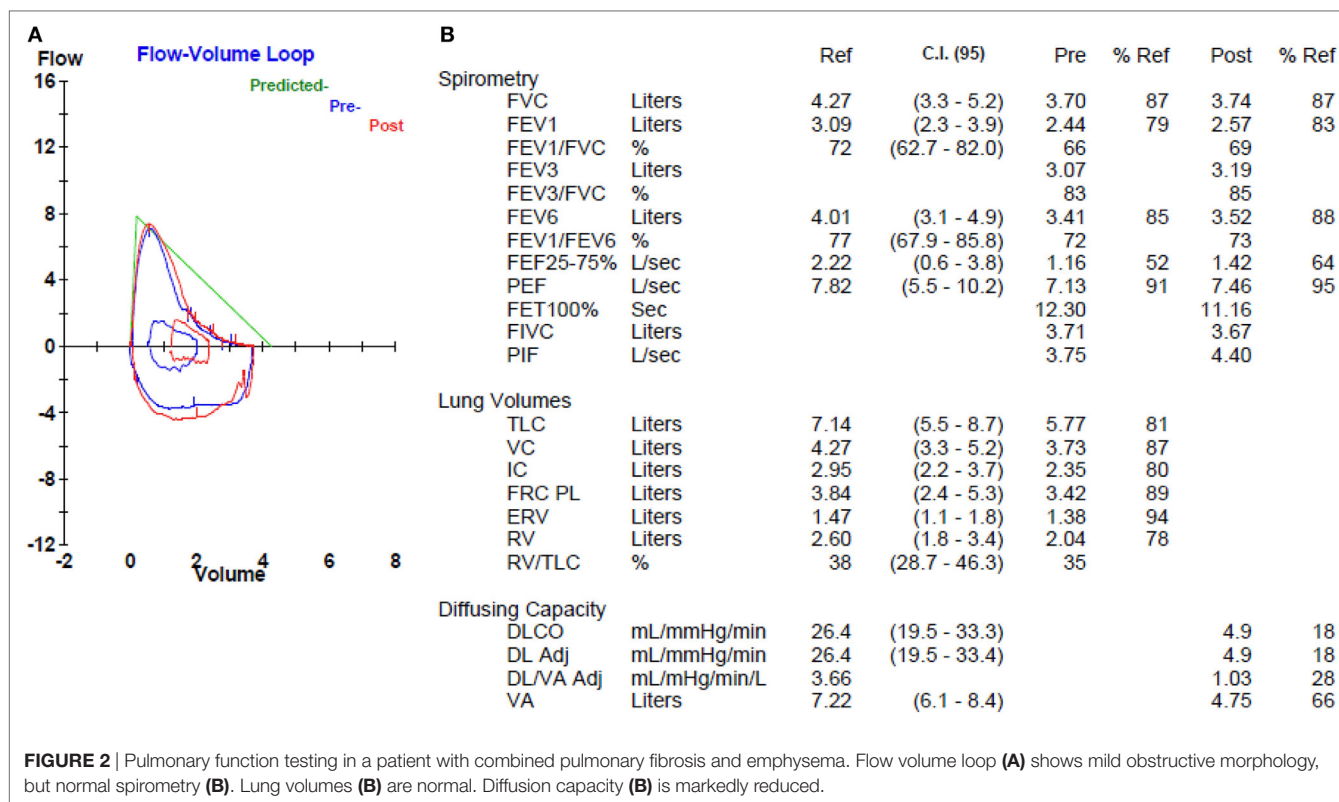 A
Flow
Flow-Volume Loop
Predicted-
Pre-
Post
16
12
8
4
0
-4
-8
-12
-2 0 2 4 6 8
Volume
B
Ref C.I. (95) Pre % Ref Post % Ref
Spirometry
FVC Liters 4.27 (3.3 - 5.2) 3.70 87 3.74 87
FEV1 Liters 3.09 (2.3 - 3.9) 2.44 79 2.57 83
FEV1/FVC % 72 (62.7 - 82.0) 66 69
FEV3 Liters 3.07 3.19
FEV3/FVC % 83 85
FEV6 Liters 4.01 (3.1 - 4.9) 3.41 85 3.52 88
FEV1/FEV6 % 77 (67.9 - 85.8) 72 73
FEF25-75% L/sec 2.22 (0.6 - 3.8) 1.16 52 1.42 64
PEF L/sec 7.82 (5.5 - 10.2) 7.13 91 7.46 95
FET100% Sec 12.30 11.16
FIVC Liters 3.71 3.67
PIF L/sec 3.75 4.40
Lung Volumes
TLC Liters 7.14 (5.5 - 8.7) 5.77 81
VC Liters 4.27 (3.3 - 5.2) 3.73 87
IC Liters 2.95 (2.2 - 3.7) 2.35 80
FRC PL Liters 3.84 (2.4 - 5.3) 3.42 89
ERV Liters 1.47 (1.1 - 1.8) 1.38 94
RV Liters 2.60 (1.8 - 3.4) 2.04 78
RV/TLC % 38 (28.7 - 46.3) 35
Diffusing Capacity
DLCO mL/mmHg/min 26.4 (19.5 - 33.3) 4.9 18
DL Adj mL/mmHg/min 26.4 (19.5 - 33.4) 4.9 18
DL/VA Adj mL/mHg/min/L 3.66 1.03 28
VA Liters 7.22 (6.1 - 8.4) 4.75 66
FIGURE 2 | Pulmonary function testing in a patient with combined pulmonary fibrosis and emphysema. Flow volume loop (A) shows mild obstructive morphology,
but normal spirometry (B). Lung volumes (B) are normal. Diffusion capacity (B) is markedly reduced.